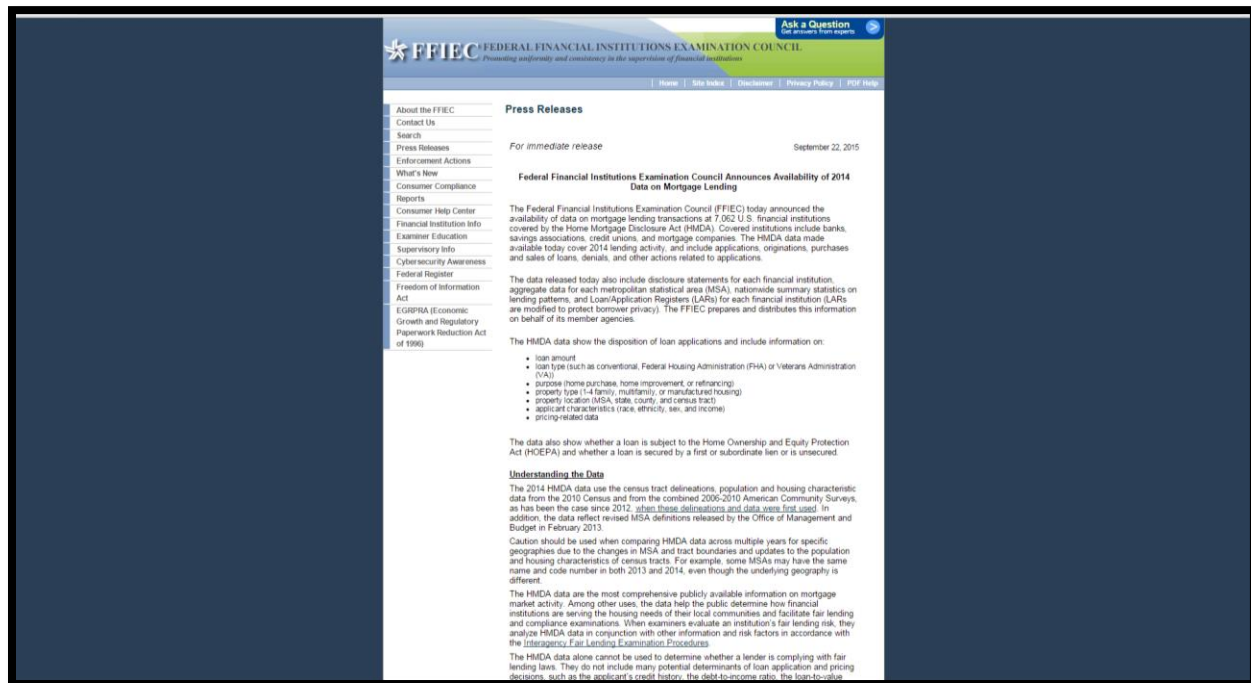 Ask a Question
Get answers from experts
FFIEC FEDERAL FINANCIAL INSTITUTIONS EXAMINATION COUNCIL
Promoting uniformity and consistency in the supervision of financial institutions
| Home | Site Index | Disclaimer | Privacy Policy | PDF Help
About the FFIEC
Contact Us
Search
Press Releases
Enforcement Actions
What's New
Consumer Compliance
Reports
Consumer Help Center
Financial Institution Info
Examiner Education
Supervisory Info
Cybersecurity Awareness
Federal Register
Freedom of Information
Act
EGRPRA (Economic
Growth and Regulatory
Paperwork Reduction Act
of 1996)
Press Releases
For immediate release
September 22, 2015
Federal Financial Institutions Examination Council Announces Availability of 2014
Data on Mortgage Lending
The Federal Financial Institutions Examination Council (FFIEC) today announced the
availability of data on mortgage lending transactions at 7,062 U.S. financial institutions
covered by the Home Mortgage Disclosure Act (HMDA). Covered institutions include banks,
savings associations, credit unions, and mortgage companies. The HMDA data made
available today cover 2014 lending activity, and include applications, originations, purchases
and sales of loans, denials, and other actions related to applications.
The data released today also include disclosure statements for each financial institution,
aggregate data for each metropolitan statistical area (MSA), nationwide summary statistics on
lending patterns, and Loan/Application Registers (LARs) for each financial institution (LARs
are modified to protect borrower privacy). The FFIEC prepares and distributes this information
on behalf of its member agencies.
The HMDA data show the disposition of loan applications and include information on:
• loan amount
• loan type (such as conventional, Federal Housing Administration (FHA) or Veterans Administration
(VA))
• purpose (home purchase, home improvement, or refinancing)
• property type (1-4 family, multifamily, or manufactured housing)
• property location (MSA, state, county, and census tract)
• applicant characteristics (race, ethnicity, sex, and income)
• pricing-related data
The data also show whether a loan is subject to the Home Ownership and Equity Protection
Act (HOEPA) and whether a loan is secured by a first or subordinate lien or is unsecured.
Understanding the Data
The 2014 HMDA data use the census tract delineations, population and housing characteristic
data from the 2010 Census and from the combined 2006-2010 American Community Surveys,
as has been the case since 2012, when these delineations and data were first used. In
addition, the data reflect revised MSA definitions released by the Office of Management and
Budget in February 2013.
Caution should be used when comparing HMDA data across multiple years for specific
geographies due to the changes in MSA and tract boundaries and updates to the population
and housing characteristics of census tracts. For example, some MSAs may have the same
name and code number in both 2013 and 2014, even though the underlying geography is
different.
The HMDA data are the most comprehensive publicly available information on mortgage
market activity. Among other uses, the data help the public determine how financial
institutions are serving the housing needs of their local communities and facilitate fair lending
and compliance examinations. When examiners evaluate an institution's fair lending risk, they
analyze HMDA data in conjunction with other information and risk factors in accordance with
the Interagency Fair Lending Examination Procedures.
The HMDA data alone cannot be used to determine whether a lender is complying with fair
lending laws. They do not include many potential determinants of loan application and pricing
decisions, such as the applicant's credit history, the debt-to-income ratio, the loan-to-value